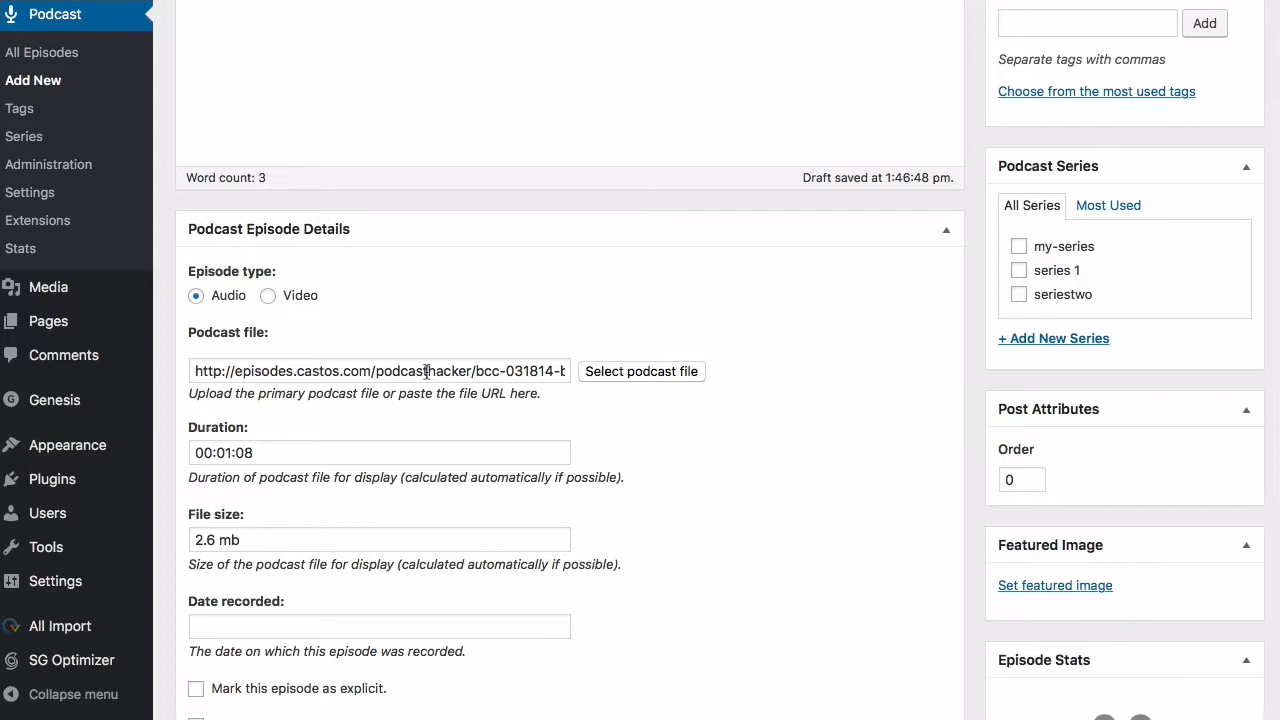 Podcast
All Episodes
Add New
Tags
Series
Administration
Settings
Extensions
Stats
Media
Pages
Comments
Genesis
Appearance
Plugins
Users
Tools
Settings
All Import
SG Optimizer
Collapse menu
Word count: 3
Draft saved at 1:46:48 pm.
Podcast Episode Details
Episode type:
Audio
Video
Podcast file:
http://episodes.castos.com/podcasthacker/bcc-031814-b
Select podcast file
Upload the primary podcast file or paste the file URL here.
Duration:
00:01:08
Duration of podcast file for display (calculated automatically if possible).
File size:
2.6 mb
Size of the podcast file for display (calculated automatically if possible).
Date recorded:
The date on which this episode was recorded.
Mark this episode as explicit.
Add
Separate tags with commas
Choose from the most used tags
Podcast Series
All Series
Most Used
my-series
series 1
seriestwo
+ Add New Series
Post Attributes
Order
0
Featured Image
Set featured image
Episode Stats